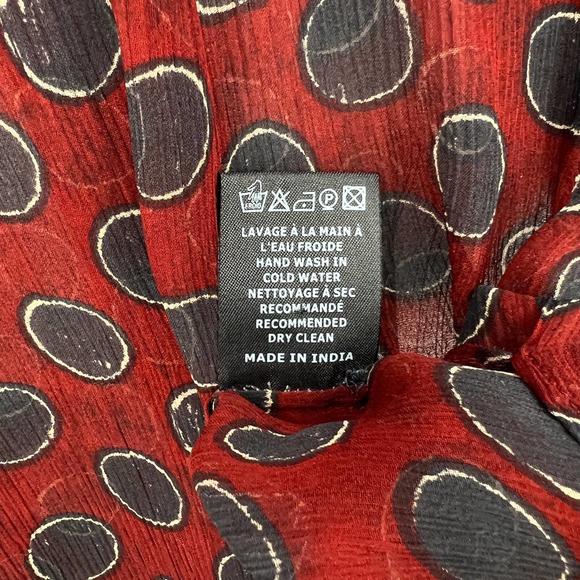 FROID
P
LAVAGE À LA MAIN À
L'EAU FROIDE
HAND WASH IN
COLD WATER
NETTOYAGE À SEC
RECOMMANDÉ
RECOMMENDED
DRY CLEAN
MADE IN INDIA